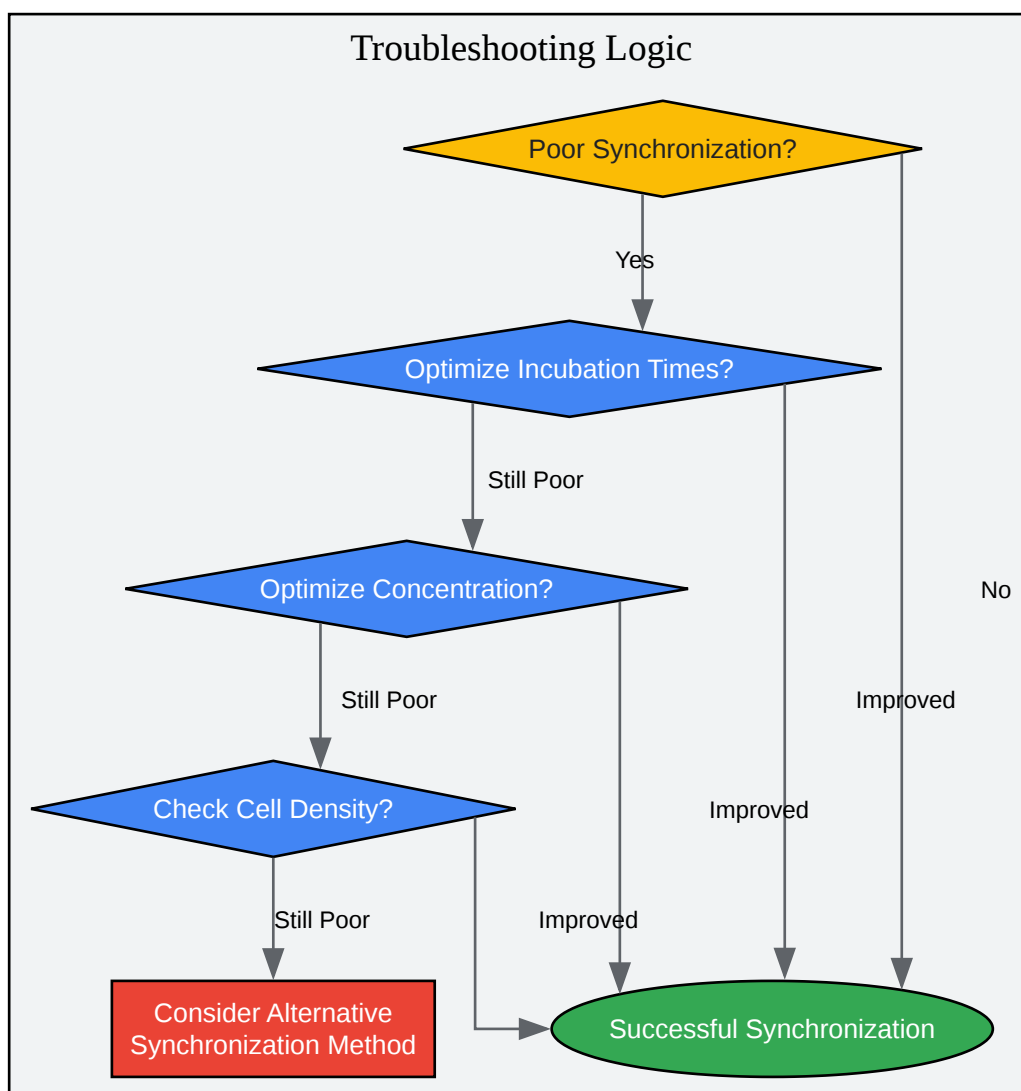 Troubleshooting Logic
Poor Synchronization?
Yes
Optimize Incubation Times?
Still Poor
Optimize Concentration?
No
Still Poor
Improved
Check Cell Density?
Improved
Still Poor
Improved
Consider Alternative
Synchronization Method
Successful Synchronization